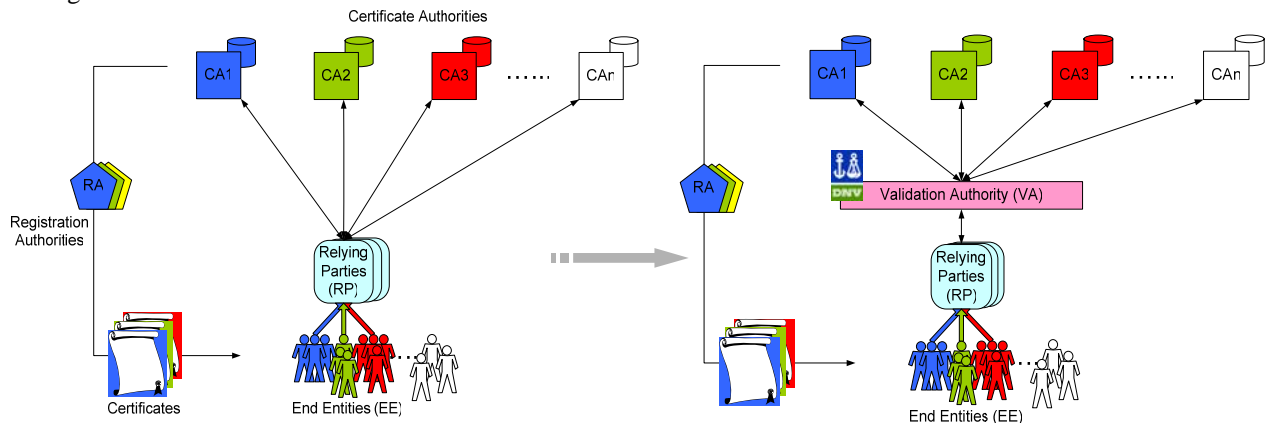 Certificate Authorities
CA1
CA2
CA3
......
CAn
RA
Registration
Authorities
Relying
Parties
(RP)
Certificates
....
End Entities (EE)
CA1
CA2
CA3
......
CAn
DNV
Validation Authority (VA)
RA
Relying
Parties
(RP)
....
End Entities (EE)